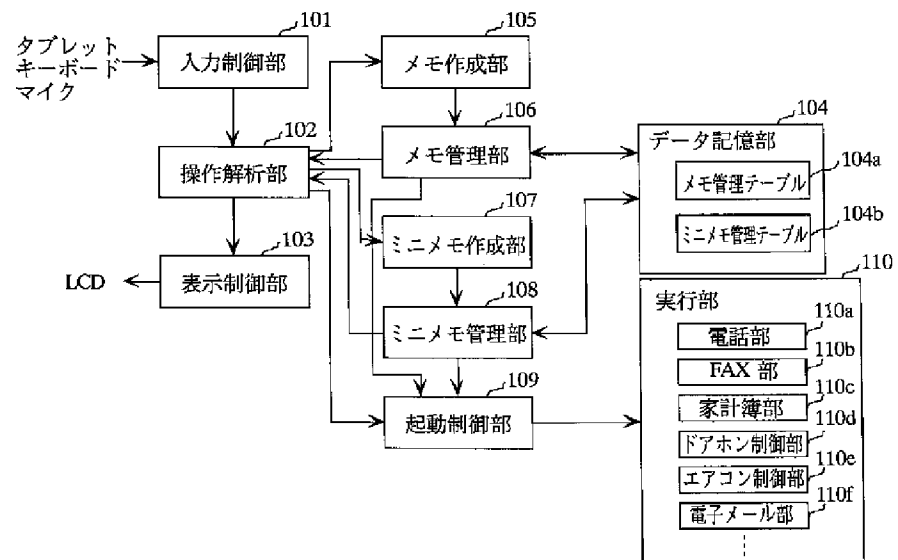 タブレット
キーボード
マイク
101
入力制御部
102
操作解析部
103
表示制御部
LCD
105
メモ作成部
106
メモ管理部
107
ミニメモ作成部
108
ミニメモ管理部
109
起動制御部
104
データ記憶部
104a
メモ管理テーブル
104b
ミニメモ管理テーブル
110
実行部
110a
電話部
110b
FAX 部
110c
家計簿部
110d
ドアホン制御部
110e
エアコン制御部
110f
電子メール部